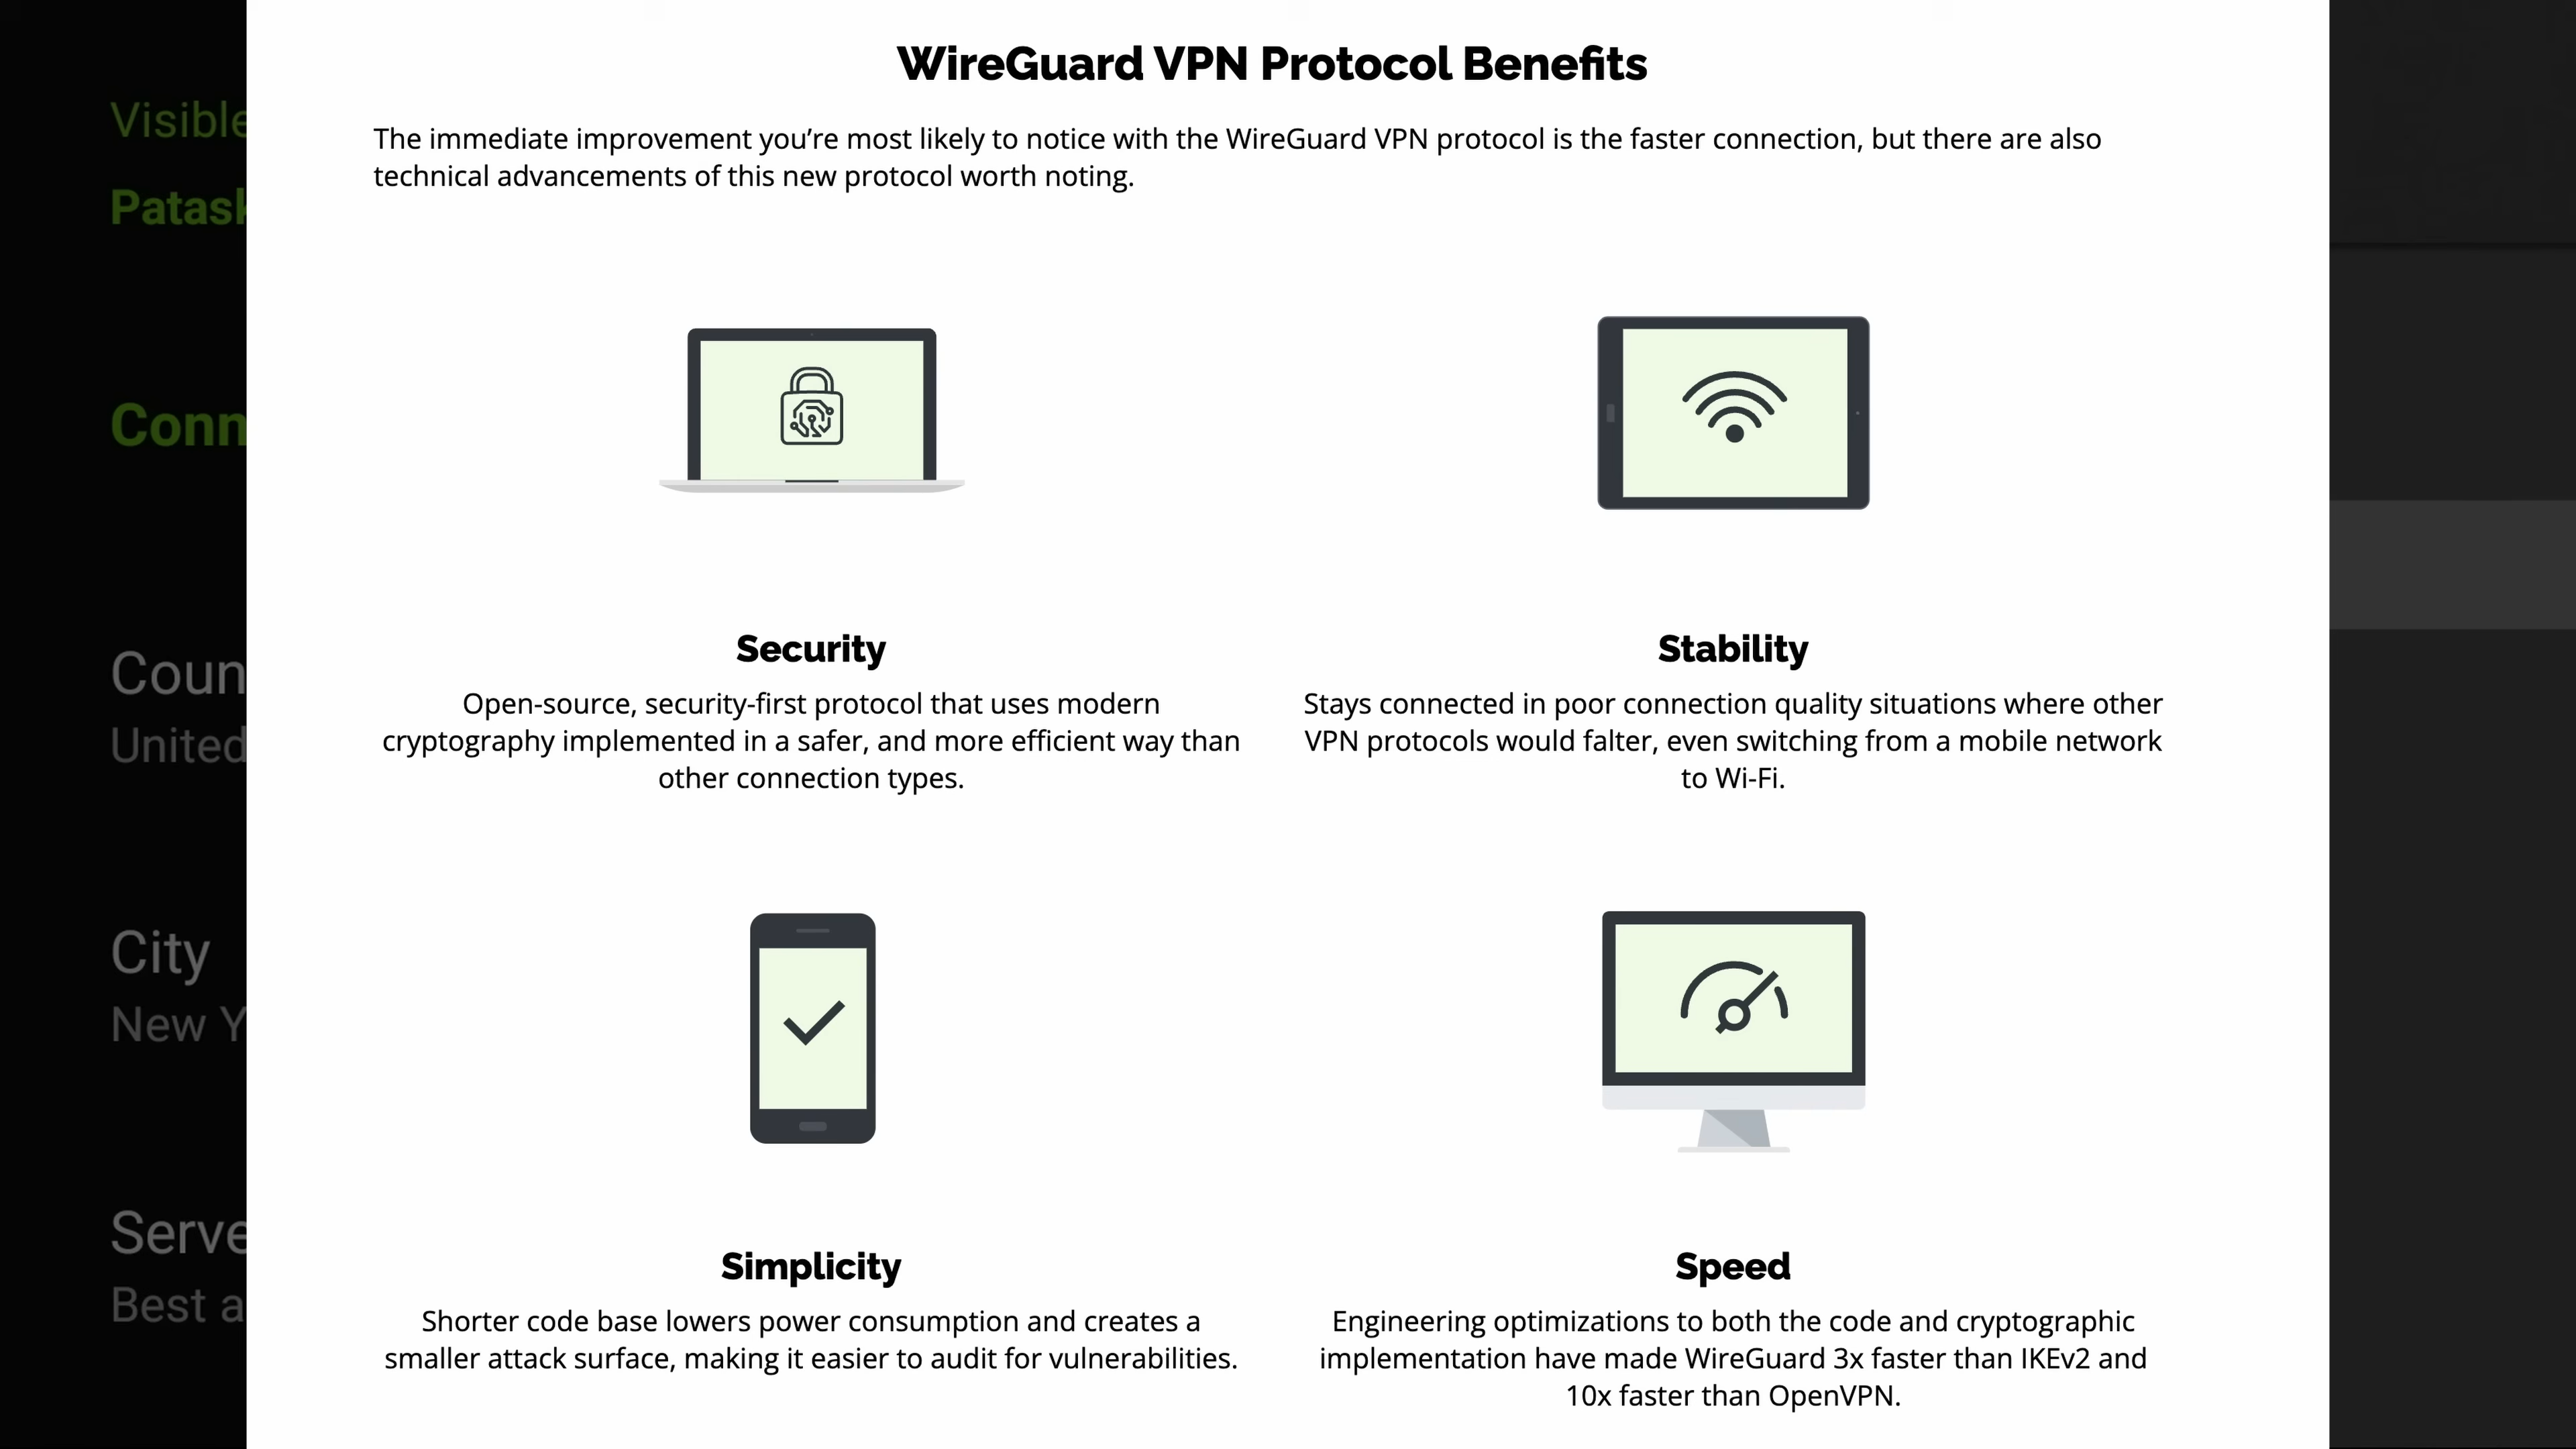 WireGuard VPN Protocol Benefits
The immediate improvement you’re most likely to notice with the WireGuard VPN protocol is the faster connection, but there are also
technical advancements of this new protocol worth noting.
Security
Open-source, security-first protocol that uses modern
cryptography implemented in a safer, and more efficient way than
other connection types.
Stability
Stays connected in poor connection quality situations where other
VPN protocols would falter, even switching from a mobile network
to Wi-Fi.
Simplicity
Shorter code base lowers power consumption and creates a
smaller attack surface, making it easier to audit for vulnerabilities.
Speed
Engineering optimizations to both the code and cryptographic
implementation have made WireGuard 3x faster than IKEv2 and
10x faster than OpenVPN.
Visible
United
City
New
Best